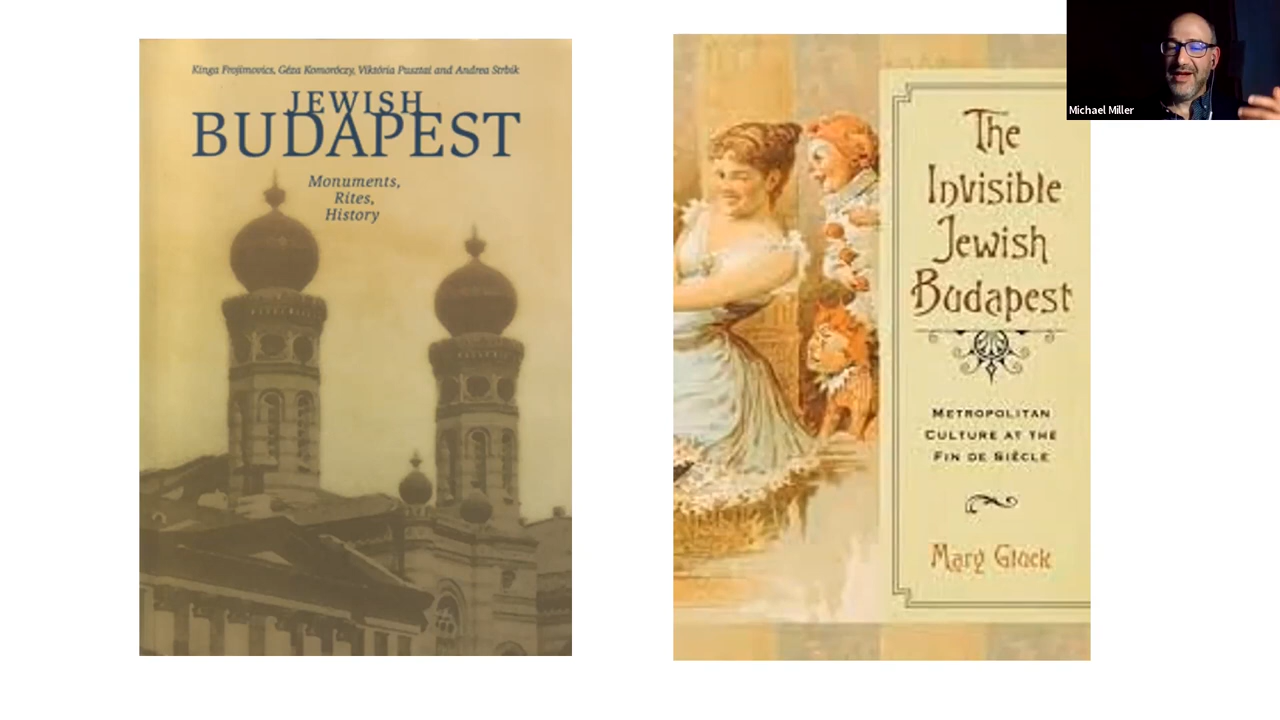 Kinga Frojimovics, Géza Komoróczy, Viktória Pusztai and Andrea Strbik
JEWISH
BUDAPEST
Monuments,
Rites,
History
The
Invisible
Jewish
Budapest
METROPOLITAN
CULTURE AT THE
FIN DE SIÈCLE
Mary Gluck
Michael Miller